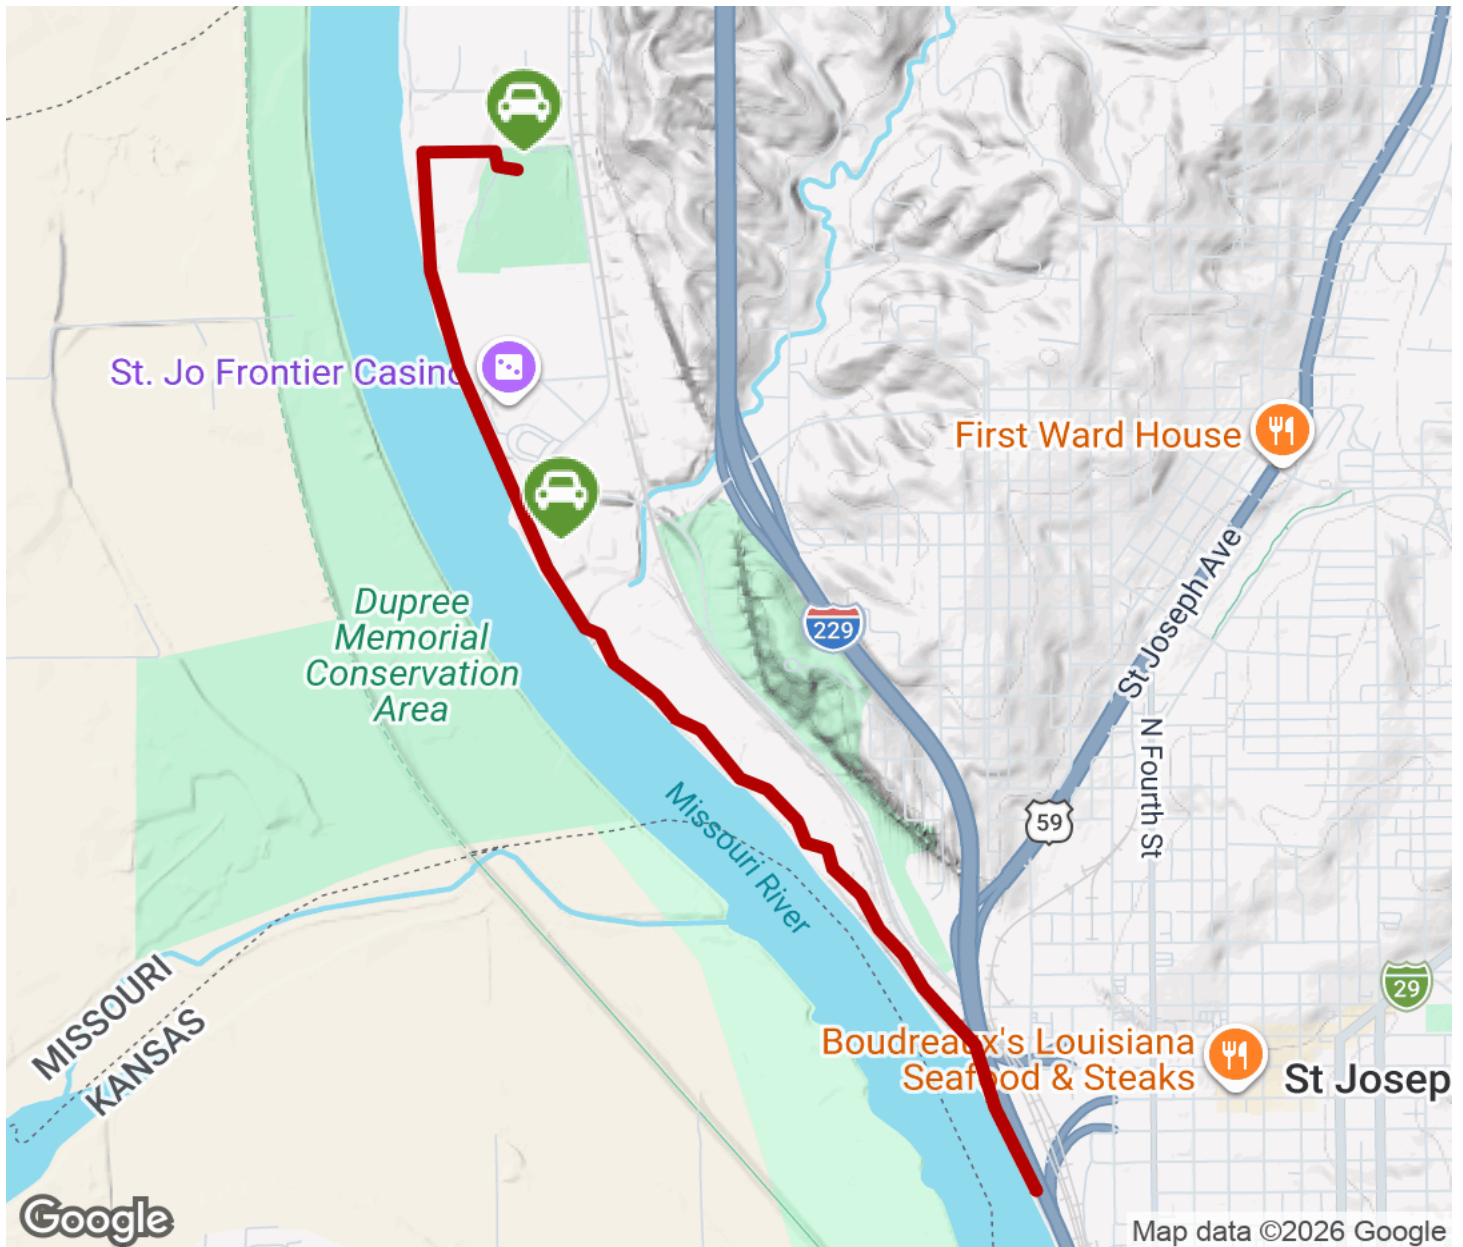 St. Jo Frontier Casino
First Ward House
Dupree
Memorial
Conservation
Area
229
St Joseph Ave
N Fourth St
59
Missouri River
MISSOURI
KANSAS
29
Boudreaux's Louisiana
Seafood & Steaks
St Josep
Google
Map data ©2026 Google